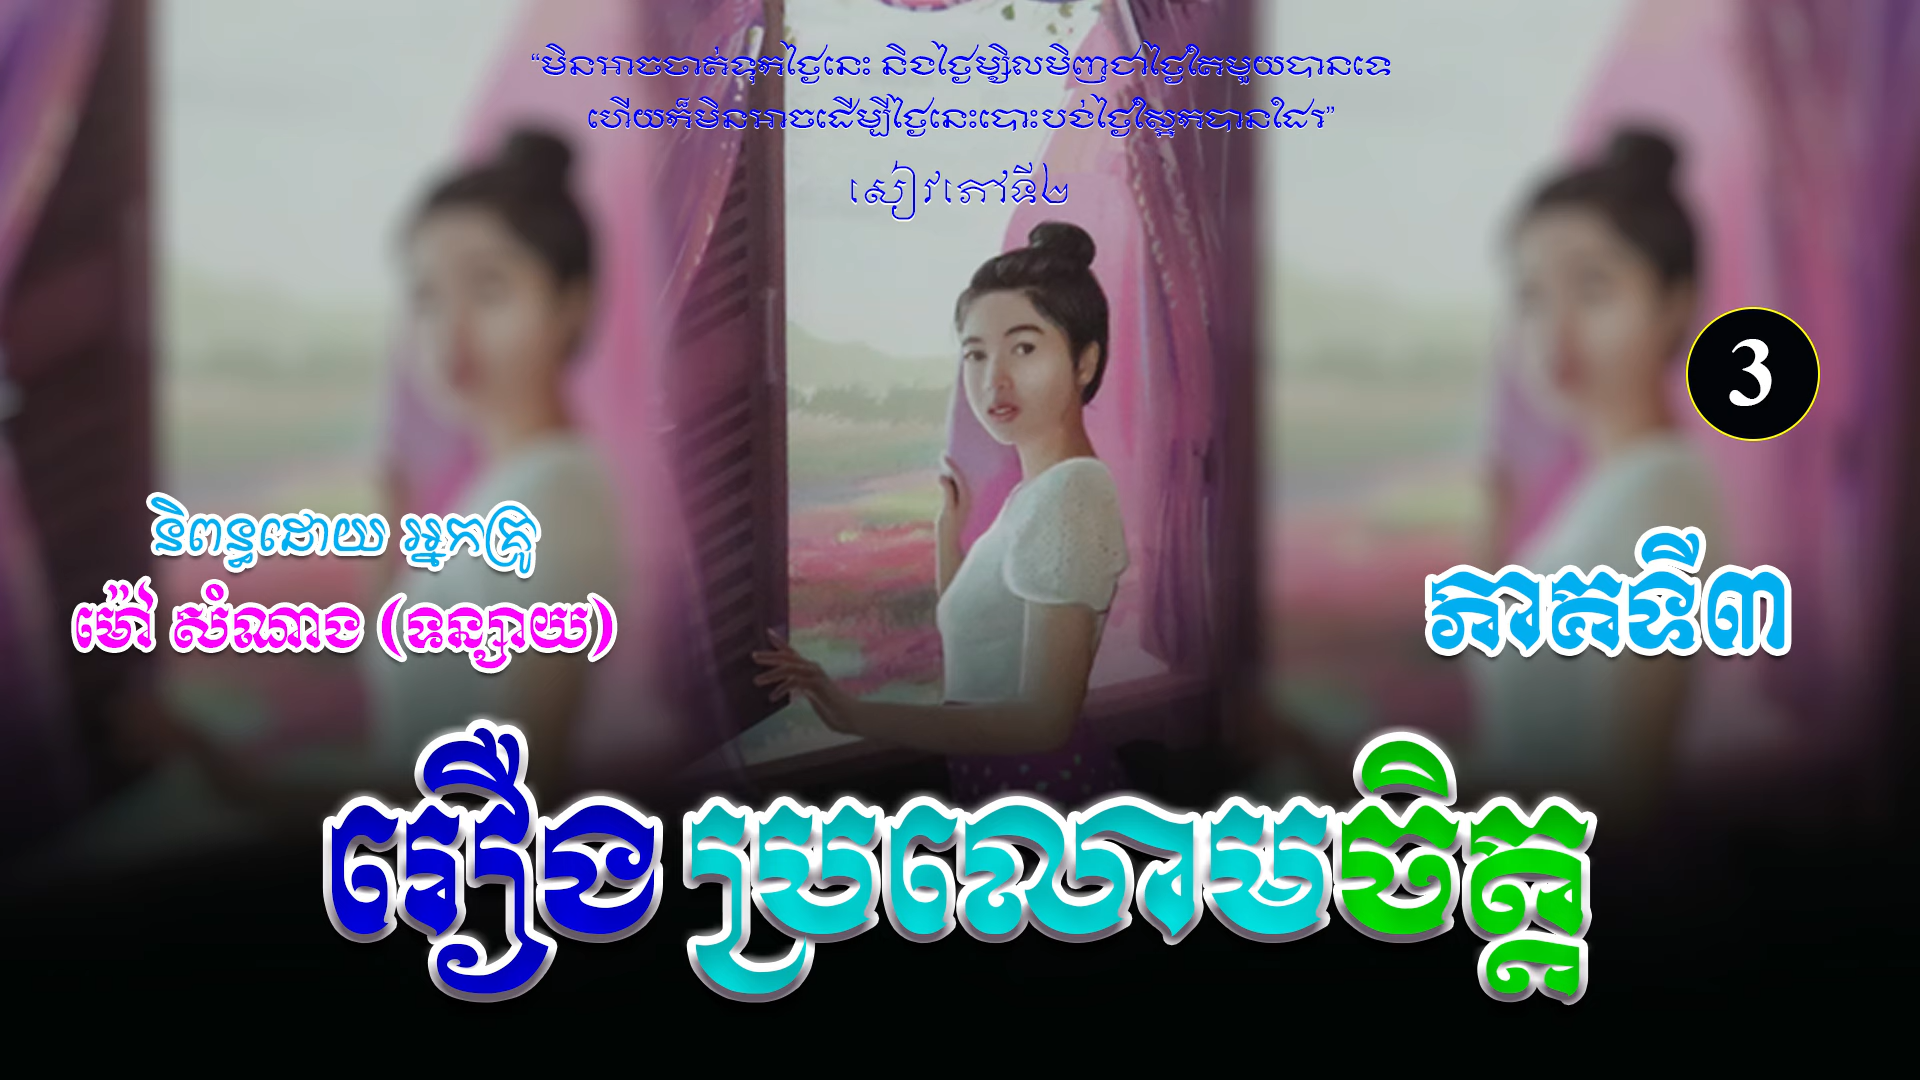 “មិនអាចចាត់ទុកថ្ងៃនេះ និងថ្ងៃម្សិលមិញជាថ្ងៃតែមួយបានទេ
ហើយក៏មិនអាចដើម្បីថ្ងៃនេះបោះបង់ថ្ងៃស្អែកបានដែរ”
សៀវភៅទី២
3
និពន្ធដោយ អ្នកគ្រូ
ម៉ៅ សំណាង (ទន្សាយ)
ភាគទី៣
រឿង ប្រលោមចិត្ត